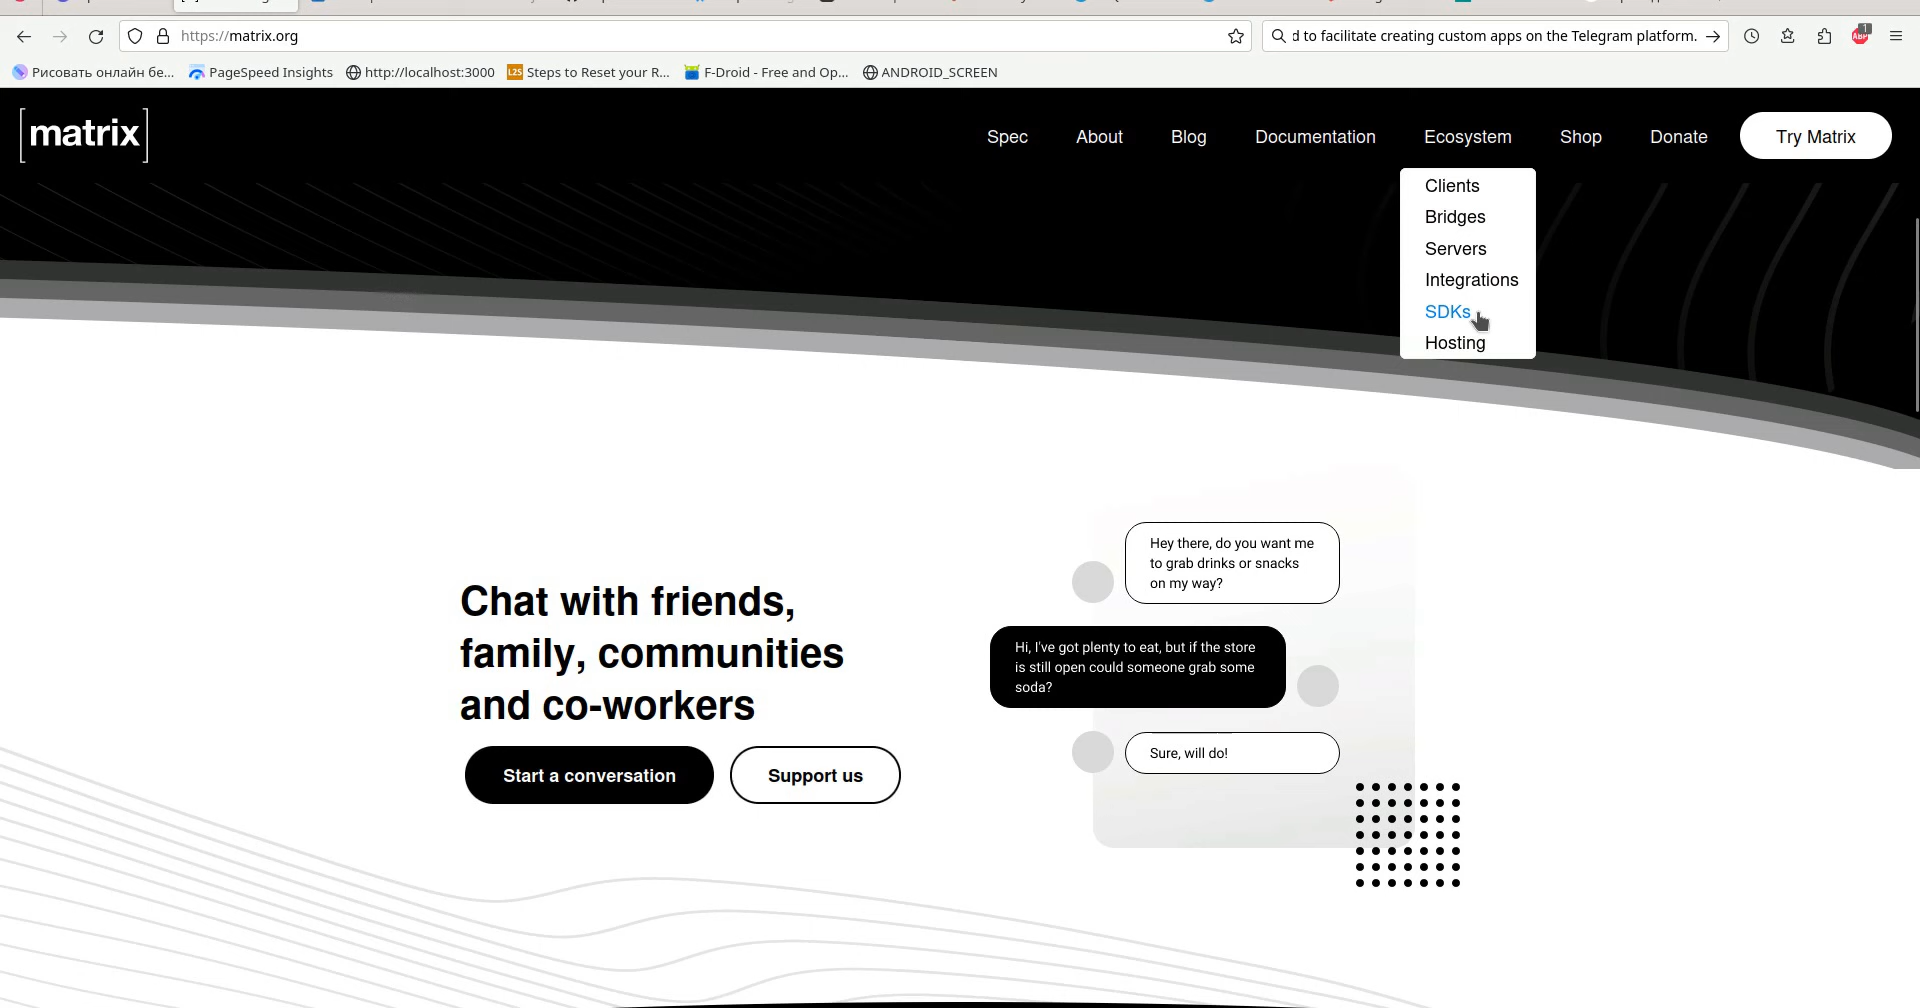 https://matrix.org
d to facilitate creating custom apps on the Telegram platform.
1
ABP
Рисовать онлайн бе...
PageSpeed Insights
http://localhost:3000
L2S
Steps to Reset your R...
F-Droid - Free and Op...
ANDROID_SCREEN
[matrix]
Spec
About
Blog
Documentation
Ecosystem
Shop
Donate
Try Matrix
Clients
Bridges
Servers
Integrations
SDKs
Hosting
Chat with friends,
family, communities
and co-workers
Start a conversation
Support us
Hey there, do you want me
to grab drinks or snacks
on my way?
Hi, I've got plenty to eat, but if the store
is still open could someone grab some
soda?
Sure, will do!